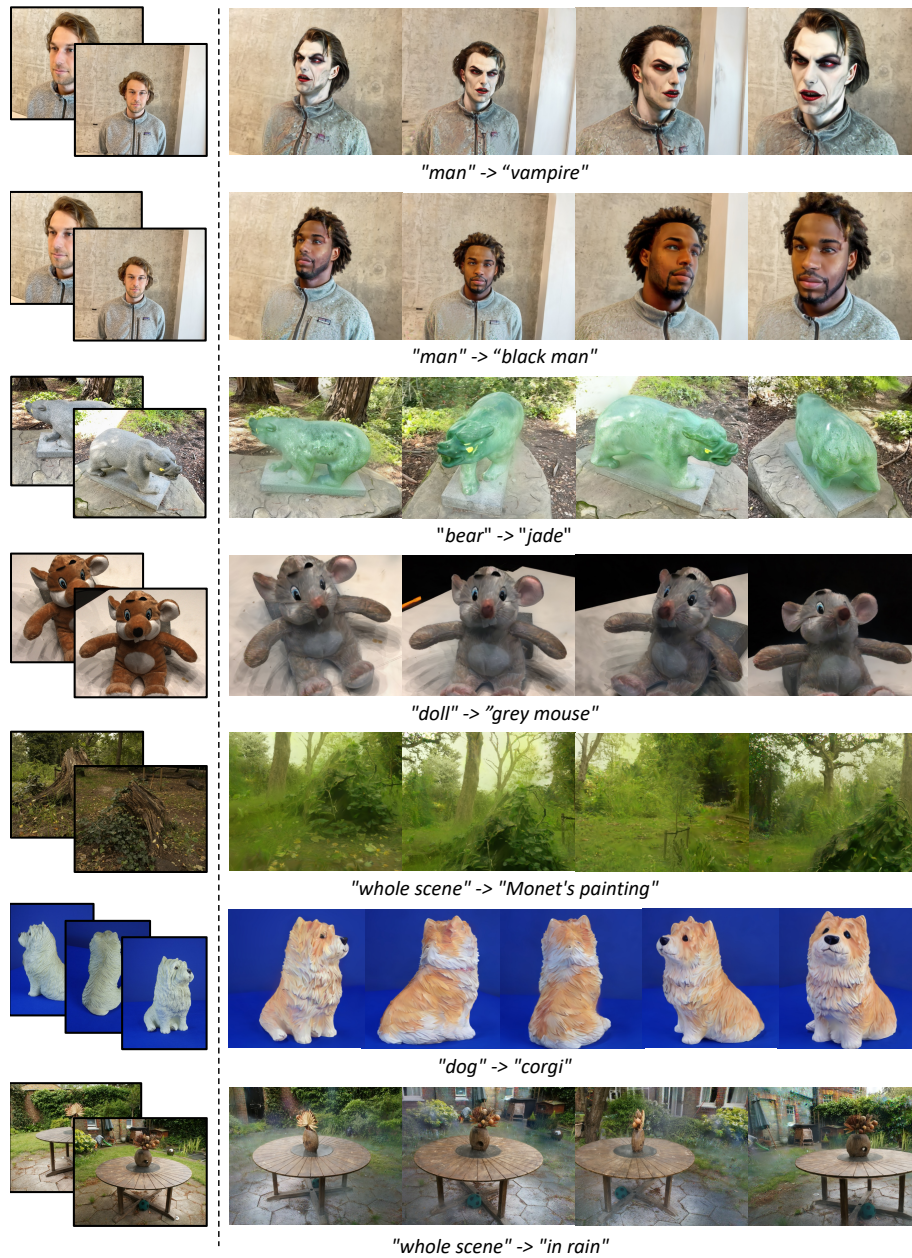 "man" -> “vampire"
"man" -> “black man"
"bear" -> "jade"
"doll" -> ”grey mouse"
"whole scene" -> "Monet's painting"
"dog" -> "corgi"
"whole scene" -> "in rain"